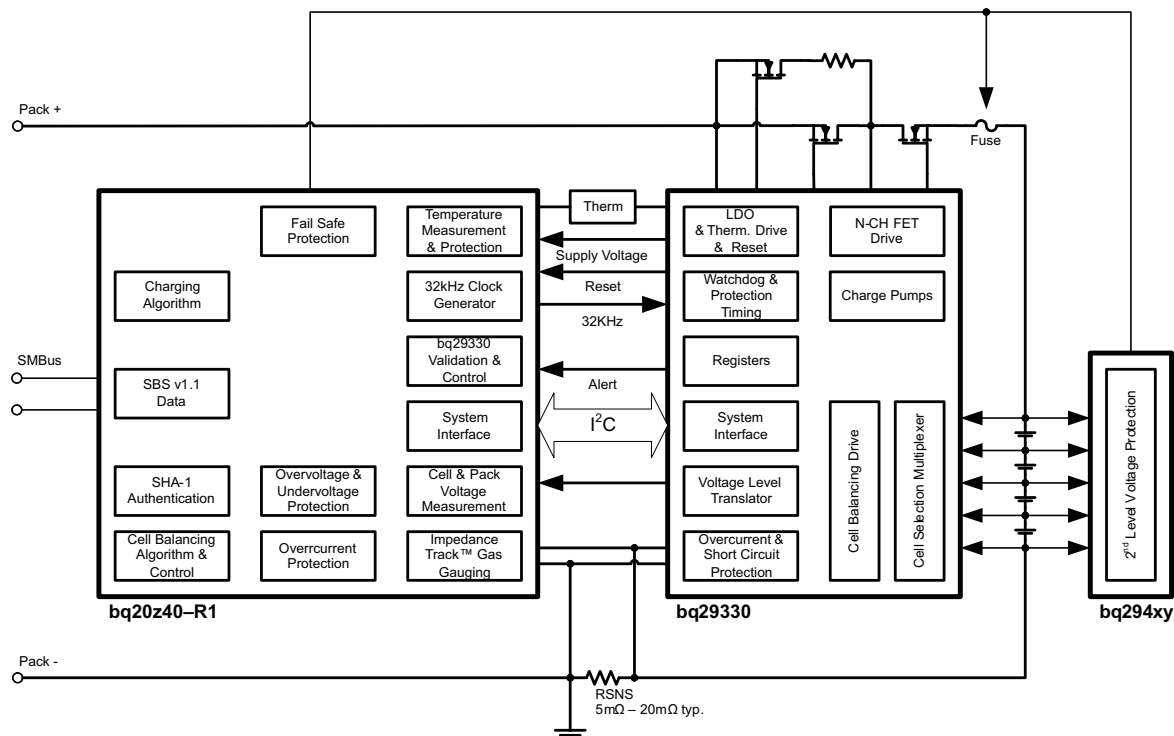 Pack +
Fuse
Fail Safe
Protection
Temperature
Measurement
& Protection
Therm
LDO
& Therm. Drive
& Reset
N-CH FET
Drive
Supply Voltage
Charging
Algorithm
32kHz Clock
Generator
Reset
32KHz
Watchdog &
Protection
Timing
Charge Pumps
SMBus
SBS v1.1
Data
bq29330
Validation &
Control
Alert
Registers
System
Interface
I²C
System
Interface
SHA-1
Authentication
Overvoltage &
Undervoltage
Protection
Cell & Pack
Voltage
Measurement
Voltage Level
Translator
Cell Balancing
Algorithm &
Control
Overrcurrent
Protection
Impedance
Track™ Gas
Gauging
Overcurrent &
Short Circuit
Protection
Cell Balancing Drive
Cell Selection Multiplexer
2nd Level Voltage Protection
bq20z40–R1
bq29330
bq294xy
Pack -
RSNS
5mΩ – 20mΩ typ.